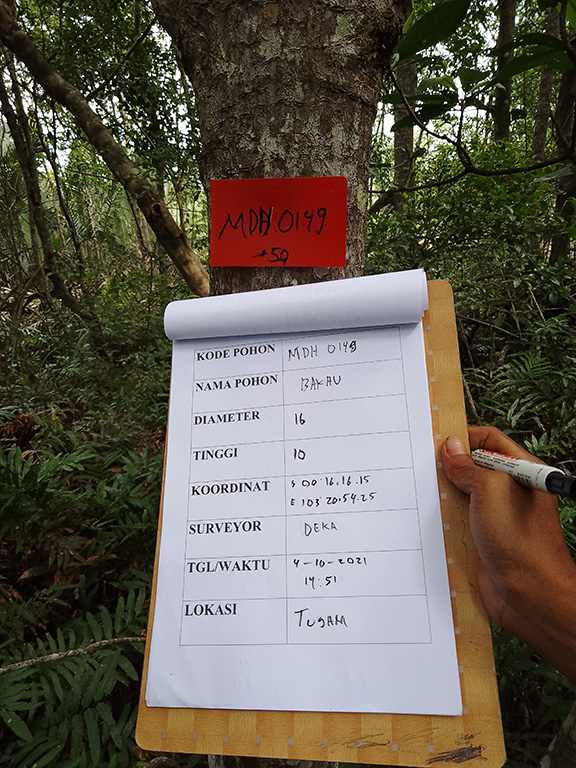 MDH.0149
*59
KODE POHON MDH 0149
NAMA POHON BAKAU
DIAMETER 16
TINGGI 10
KOORDINAT S 00.16.16.15
E 103 20.54.25
SURVEYOR DEKA
TGL/WAKTU 4-10-2021
14:51
LOKASI TUGAM